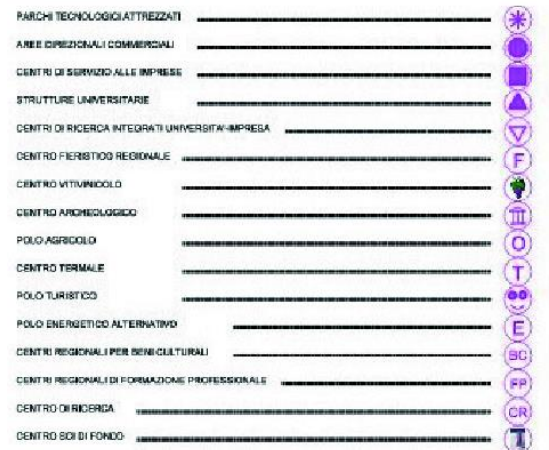 PARCHI TECNOLOGICI ATTREZZATI
AREE DIREZIONALI COMMERCIALI
CENTRI DI SERVIZIO ALLE IMPRESE
STRUTTURE UNIVERSITARIE
CENTRI DI RICERCA INTEGRATI UNIVERSITA'-IMPRESA
CENTRO FIERISTICO REGIONALE F
CENTRO VITIVINICOLO
CENTRO ARCHEOLOGICO
POLO AGRICOLO O
CENTRO TERMALE T
POLO TURISTICO
POLO ENERGETICO ALTERNATIVO E
CENTRI REGIONALI PER BENI CULTURALI BC
CENTRI REGIONALI DI FORMAZIONE PROFESSIONALE FP
CENTRO DI RICERCA CR
CENTRO SCI DI FONDO